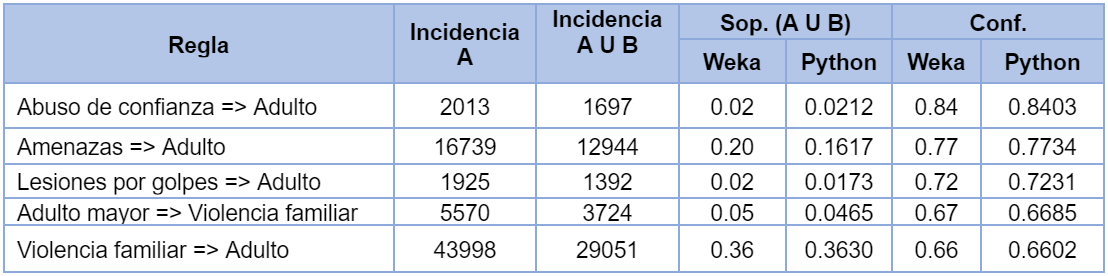 Regla Incidencia A Incidencia A U B Sop. (A U B) Conf.
Weka Python Weka Python
Abuso de confianza => Adulto 2013 1697 0.02 0.0212 0.84 0.8403
Amenazas => Adulto 16739 12944 0.20 0.1617 0.77 0.7734
Lesiones por golpes => Adulto 1925 1392 0.02 0.0173 0.72 0.7231
Adulto mayor => Violencia familiar 5570 3724 0.05 0.0465 0.67 0.6685
Violencia familiar => Adulto 43998 29051 0.36 0.3630 0.66 0.6602